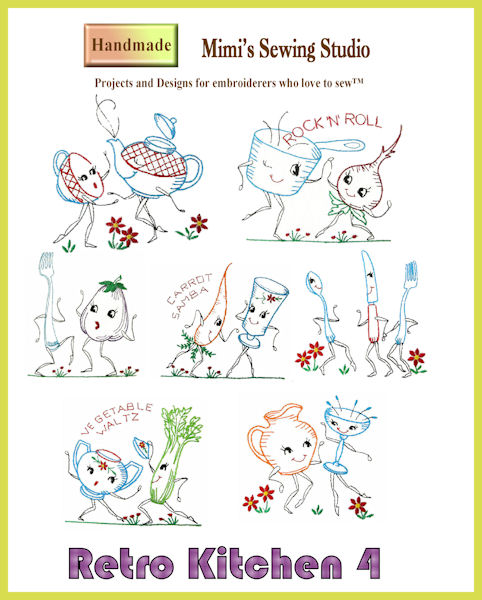 Handmade
Mimi's Sewing Studio
Projects and Designs for embroiderers who love to sew™
ROCK 'N' ROLL
CARROT
SAMBA
VEGETABLE
WALTZ
Retro Kitchen 4